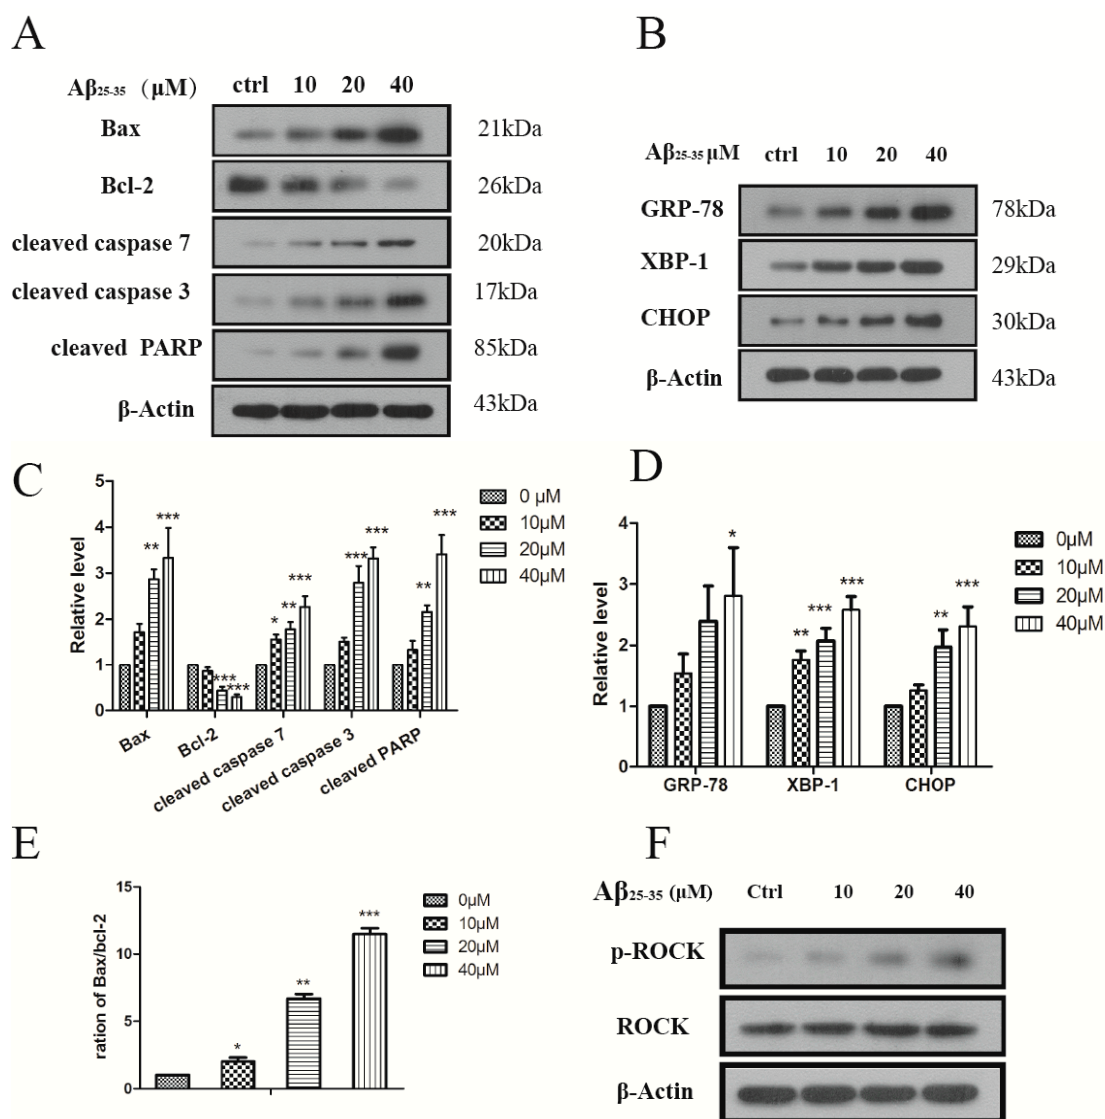 A
Aβ25-35 (μM) ctrl 10 20 40
Bax 21kDa
Bcl-2 26kDa
cleaved caspase 7 20kDa
cleaved caspase 3 17kDa
cleaved PARP 85kDa
β-Actin 43kDa
B
Aβ25-35 μM ctrl 10 20 40
GRP-78 78kDa
XBP-1 29kDa
CHOP 30kDa
β-Actin 43kDa
C
Relative level
5
4
3
2
1
0
** ***
*** ***
* ** ***
*** ***
** ***
Bax
Bcl-2
cleaved caspase 7
cleaved caspase 3
cleaved PARP
0 μM
10μM
20μM
40μM
D
Relative level
4
3
2
1
0
*
** *** ***
** ***
GRP-78 XBP-1 CHOP
0μM
10μM
20μM
40μM
E
ration of Bax/bcl-2
15
10
5
0
* ** ***
0μM
10μM
20μM
40μM
F
Aβ25-35 (μM) Ctrl 10 20 40
p-ROCK
ROCK
β-Actin